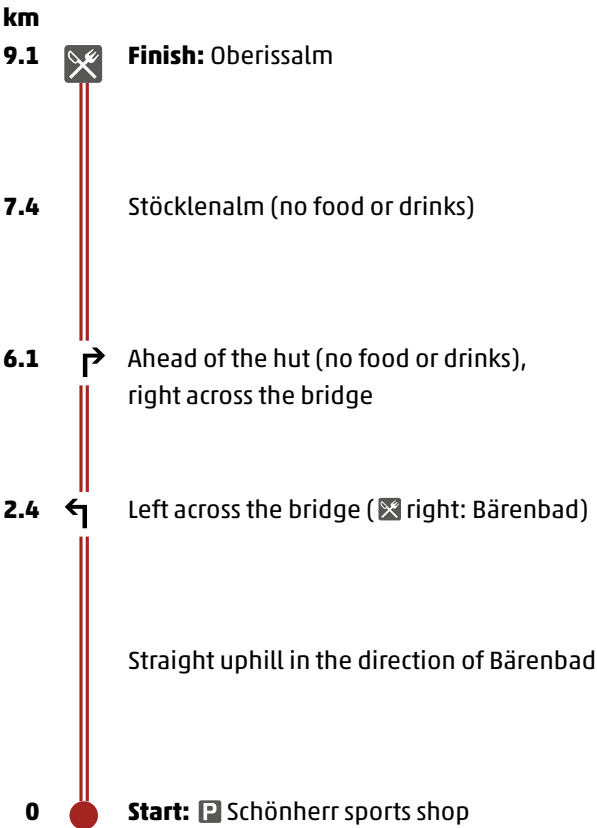 km
9.1 Finish: Oberissalm
7.4 Stöcklenalm (no food or drinks)
6.1 Ahead of the hut (no food or drinks),
right across the bridge
2.4 Left across the bridge ( right: Bärenbad)
Straight uphill in the direction of Bärenbad
0 Start: P Schönherr sports shop